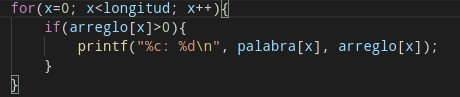 for(x=0; x<longitud; x++){
    if(arreglo[x]>0){
        printf("%c: %d\n", palabra[x], arreglo[x]);
    }
}